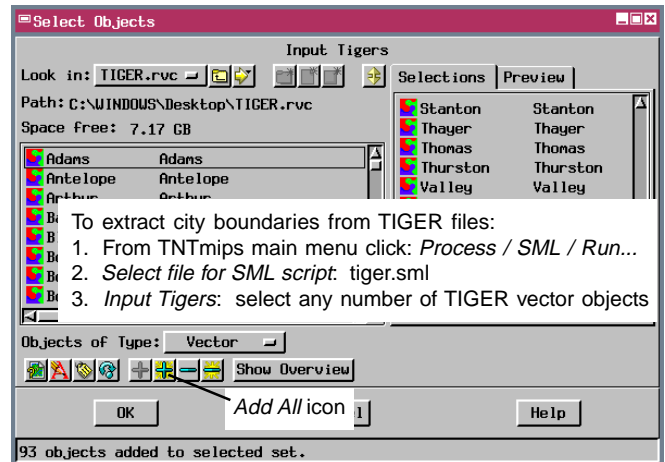 Select Objects
Input Tigers
Look in: TIGER.rvc
Selections Preview
Path: C:\WINDOWS\Desktop\TIGER.rvc
Space free: 7.17 GB
Stanton Stanton
Thayer Thayer
Thomas Thomas
Thurston Thurston
Valley Valley
Adams Adams
Antelope Antelope
Arthur Arthur
To extract city boundaries from TIGER files:
1. From TNTmips main menu click: Process / SML / Run...
2. Select file for SML script: tiger.sml
3. Input Tigers: select any number of TIGER vector objects
Objects of Type: Vector
Show Overview
OK
Add All icon
Help
93 objects added to selected set.